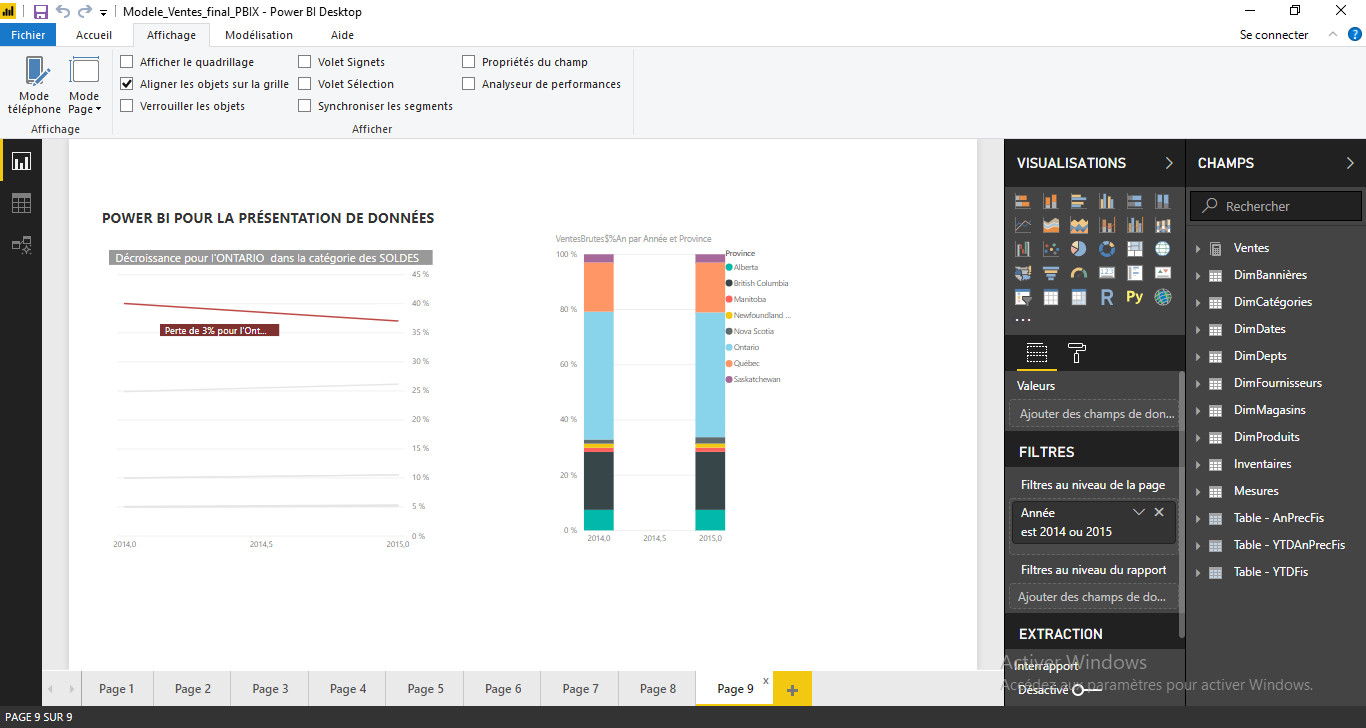 Modele_Ventes_final_PBIX - Power BI Desktop
Fichier Accueil Affichage Modélisation Aide Se connecter
Mode téléphone
Mode Page
Affichage
Afficher le quadrillage
Aligner les objets sur la grille
Verrouiller les objets
Volet Signets
Volet Sélection
Synchroniser les segments
Propriétés du champ
Analyseur de performances
Afficher
POWER BI POUR LA PRÉSENTATION DE DONNÉES
Décroissance pour l'ONTARIO dans la catégorie des SOLDES
45 %
40 %
35 %
30 %
25 %
20 %
15 %
10 %
5 %
0 %
Perte de 3% pour l'Ont...
2014,0 2014,5 2015,0
VentesBrutes$%An par Année et Province
100 %
80 %
60 %
40 %
20 %
0 %
2014,0 2014,5 2015,0
Province
Alberta
British Columbia
Manitoba
Newfoundland ...
Nova Scotia
Ontario
Québec
Saskatchewan
VISUALISATIONS
R Py
...
Valeurs
Ajouter des champs de don...
FILTRES
Filtres au niveau de la page
Année
est 2014 ou 2015
Filtres au niveau du rapport
Ajouter des champs de do...
EXTRACTION
Interrapport
Désactivé
CHAMPS
Rechercher
Ventes
DimBannières
DimCatégories
DimDates
DimDepts
DimFournisseurs
DimMagasins
DimProduits
Inventaires
Mesures
Table - AnPrecFis
Table - YTDAnPrecFis
Table - YTDFis
Activer Windows
Accédez aux paramètres pour activer Windows.
Page 1 Page 2 Page 3 Page 4 Page 5 Page 6 Page 7 Page 8 Page 9 x +
PAGE 9 SUR 9